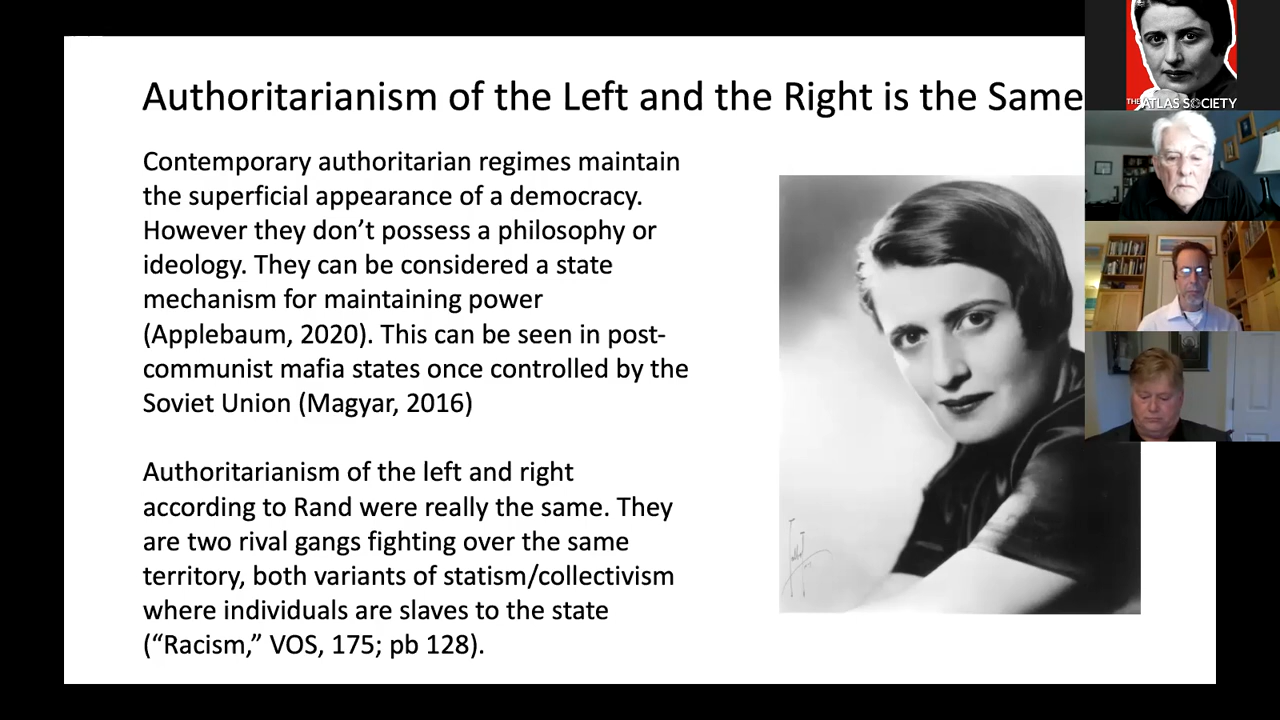 Authoritarianism of the Left and the Right is the Same
Contemporary authoritarian regimes maintain
the superficial appearance of a democracy.
However they don’t possess a philosophy or
ideology. They can be considered a state
mechanism for maintaining power
(Applebaum, 2020). This can be seen in post-
communist mafia states once controlled by the
Soviet Union (Magyar, 2016)
Authoritarianism of the left and right
according to Rand were really the same. They
are two rival gangs fighting over the same
territory, both variants of statism/collectivism
where individuals are slaves to the state
(“Racism,” VOS, 175; pb 128).
THE ATLAS SOCIETY